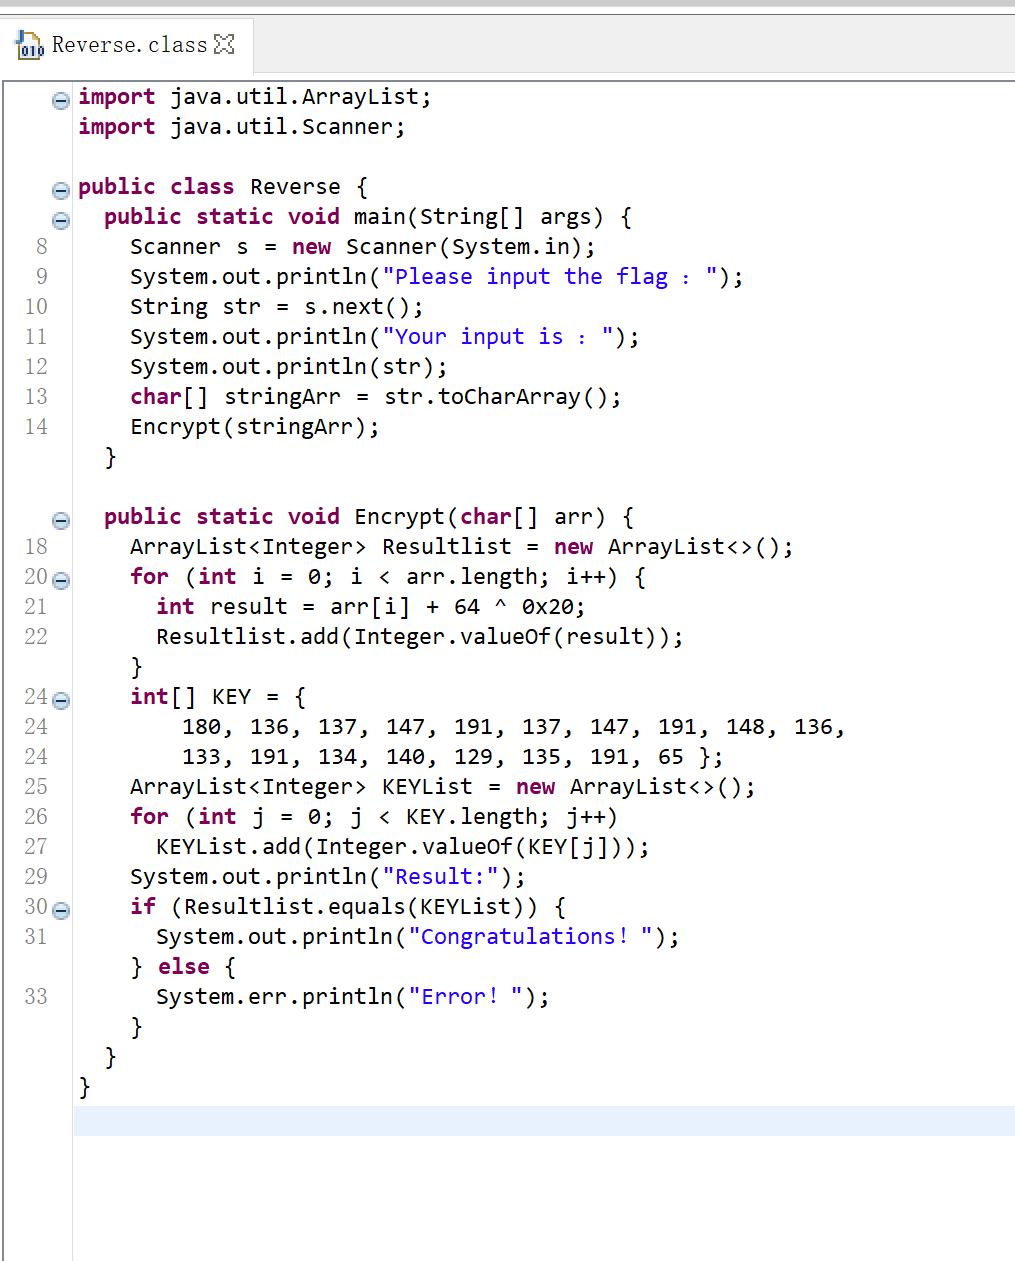 Reverse.class
import java.util.ArrayList;
import java.util.Scanner;
public class Reverse {
public static void main(String[] args) {
8 Scanner s = new Scanner(System.in);
9 System.out.println("Please input the flag ：");
10 String str = s.next();
11 System.out.println("Your input is ：");
12 System.out.println(str);
13 char[] stringArr = str.toCharArray();
14 Encrypt(stringArr);
}
public static void Encrypt(char[] arr) {
18 ArrayList<Integer> Resultlist = new ArrayList<>();
20 for (int i = 0; i < arr.length; i++) {
21 int result = arr[i] + 64 ^ 0x20;
22 Resultlist.add(Integer.valueOf(result));
}
24 int[] KEY = {
24 180, 136, 137, 147, 191, 137, 147, 191, 148, 136,
24 133, 191, 134, 140, 129, 135, 191, 65 };
25 ArrayList<Integer> KEYList = new ArrayList<>();
26 for (int j = 0; j < KEY.length; j++)
27 KEYList.add(Integer.valueOf(KEY[j]));
29 System.out.println("Result:");
30 if (Resultlist.equals(KEYList)) {
31 System.out.println("Congratulations！");
} else {
33 System.err.println("Error！");
}
}
}